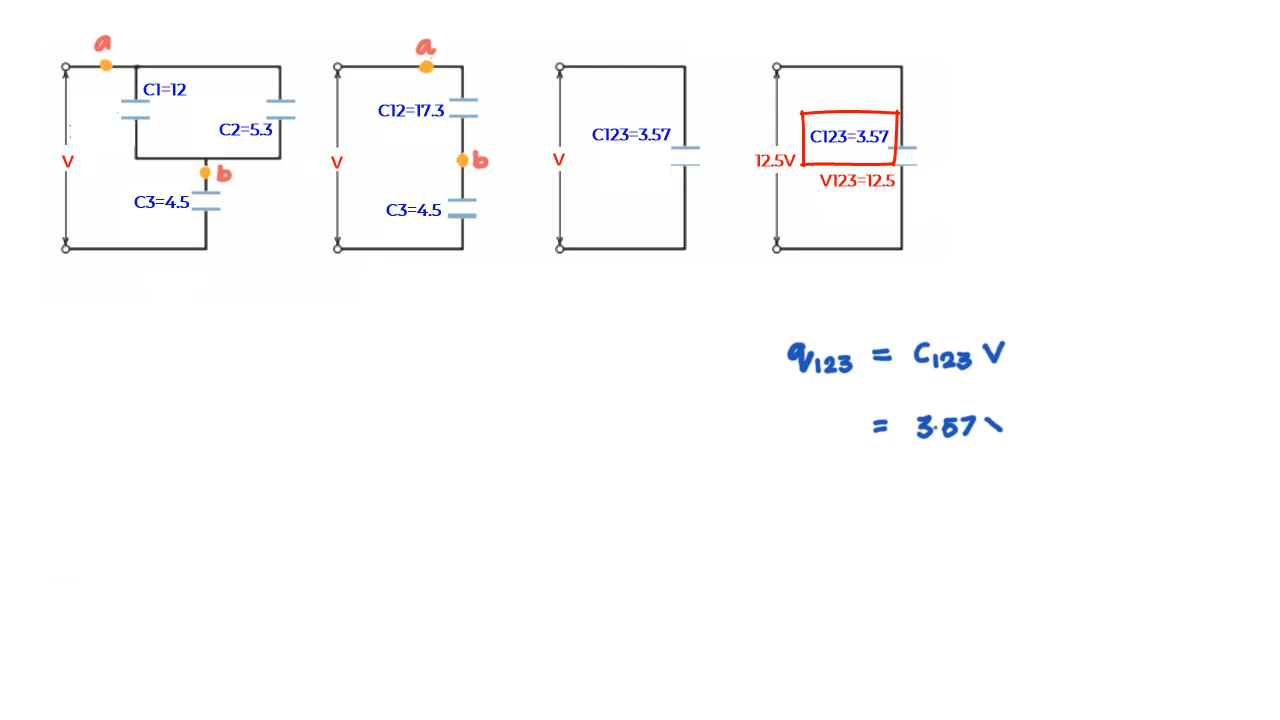 a
C1=12
C2=5.3
V
b
C3=4.5
a
C12=17.3
V
b
C3=4.5
C123=3.57
V
C123=3.57
12.5V
V123=12.5
q123 = C123 V
= 3.57 \